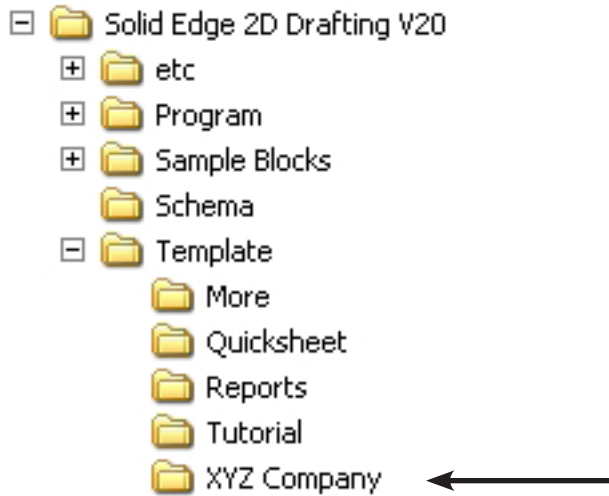 Solid Edge 2D Drafting V20
etc
Program
Sample Blocks
Schema
Template
More
Quicksheet
Reports
Tutorial
XYZ Company